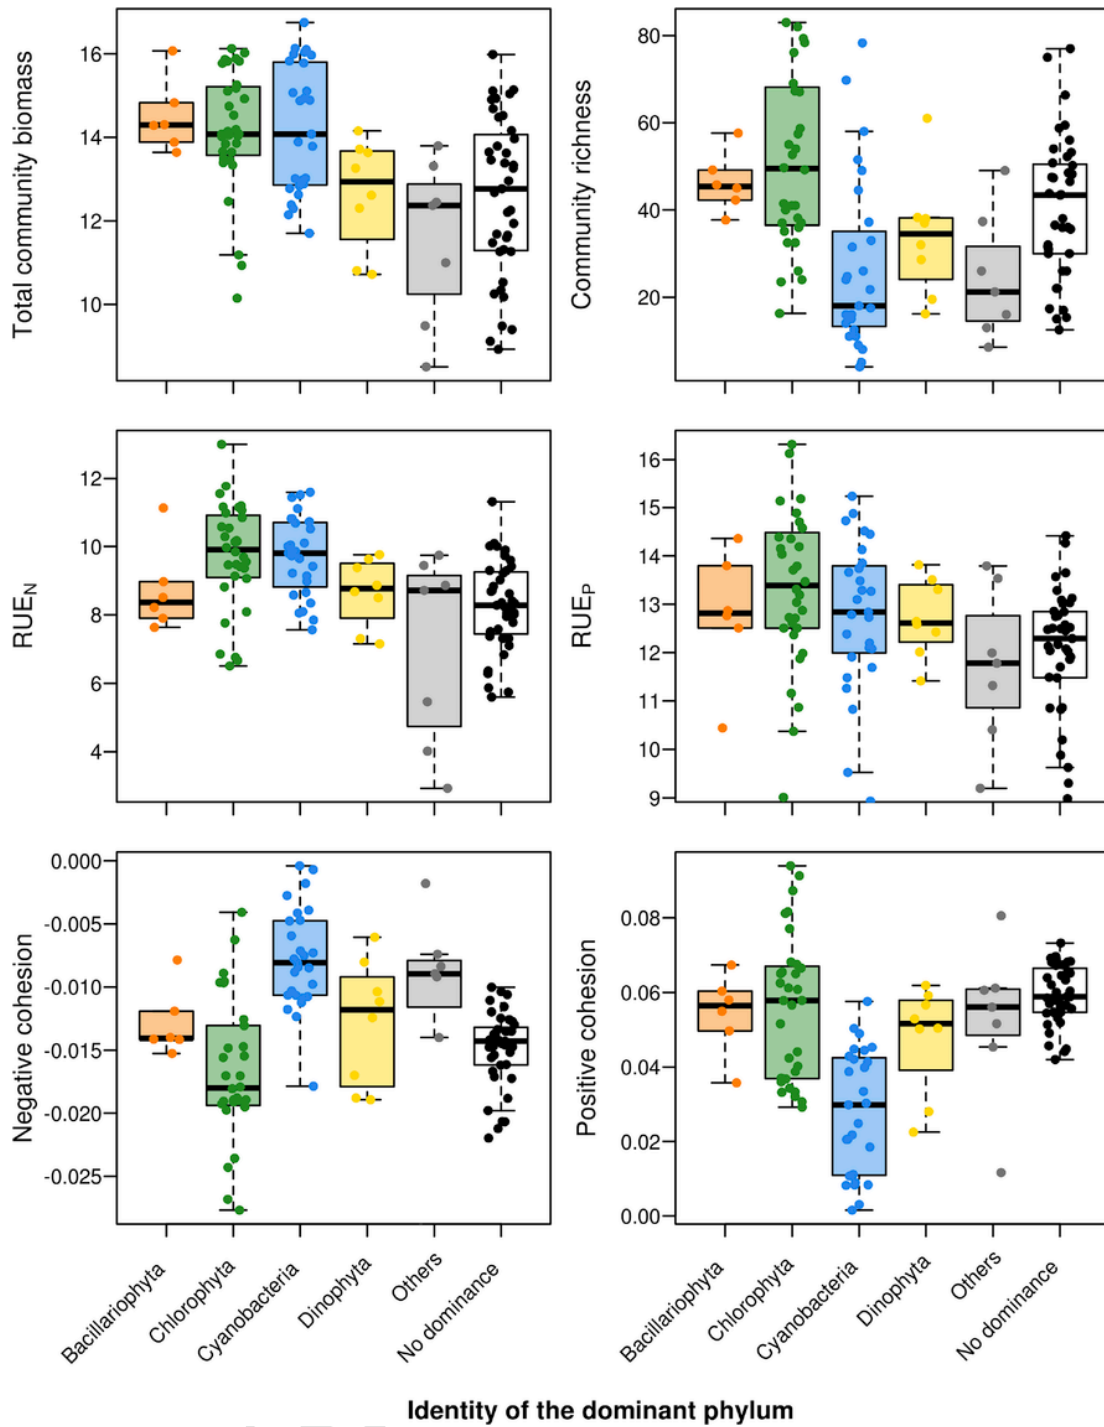 Total community biomass
16
14
12
10
Community richness
80
60
40
20
RUE_N
12
10
8
6
4
RUE_P
16
15
14
13
12
11
10
9
Negative cohesion
0.000
-0.005
-0.010
-0.015
-0.020
-0.025
Positive cohesion
0.08
0.06
0.04
0.02
0.00
Bacillariophyta
Chlorophyta
Cyanobacteria
Dinophyta
Others
No dominance
Bacillariophyta
Chlorophyta
Cyanobacteria
Dinophyta
Others
No dominance
Identity of the dominant phylum